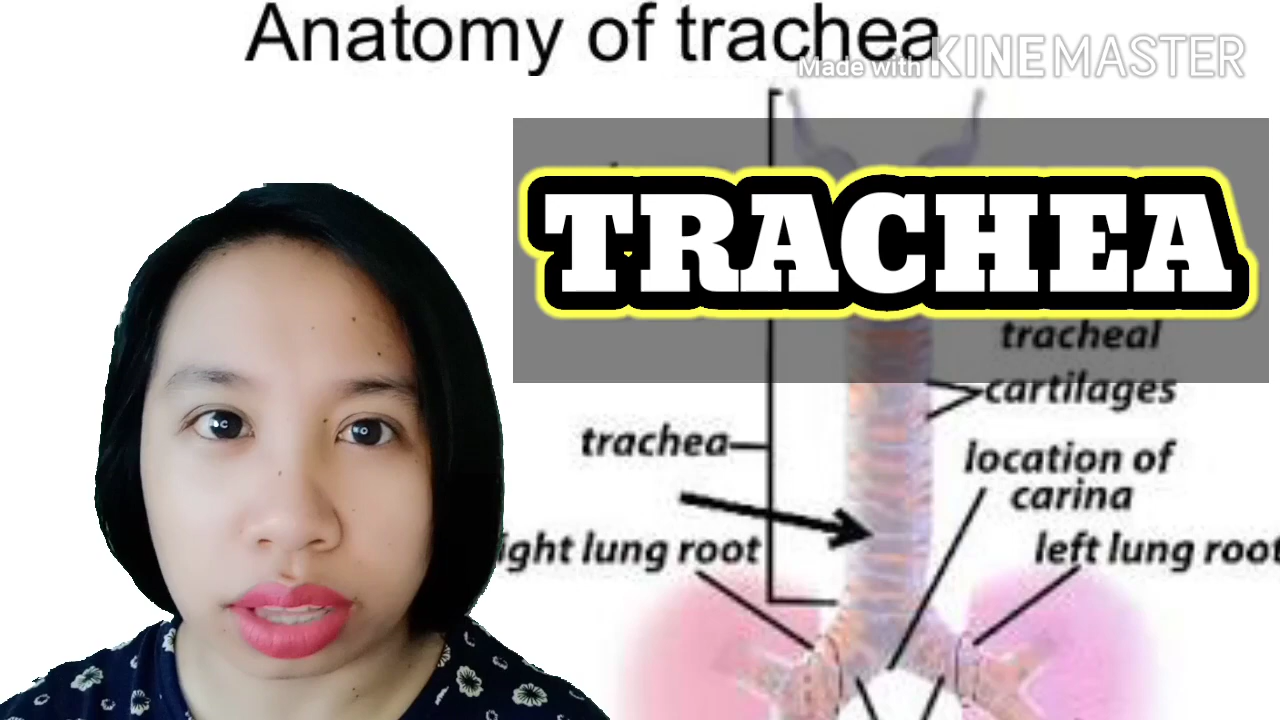 Anatomy of trachea
Made with KINEMASTER
TRACHEA
tracheal
cartilages
trachea
location of
carina
ight lung root
left lung root